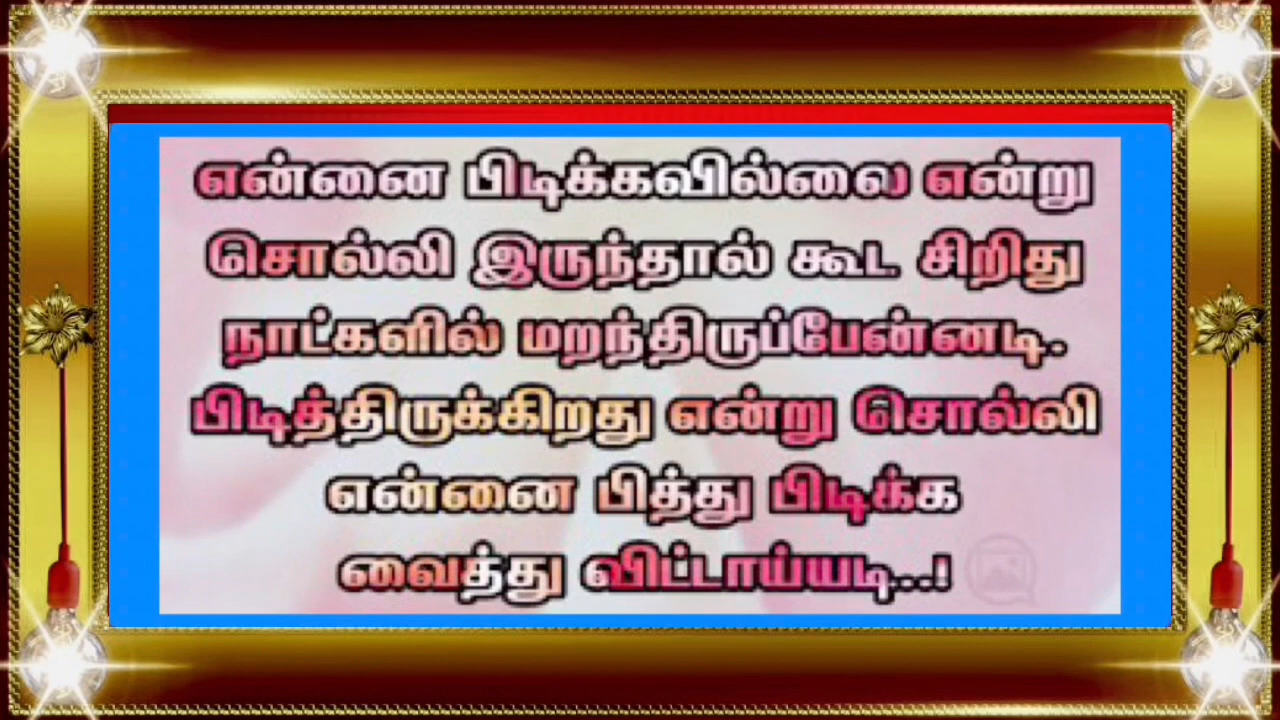 என்னை பிடிக்கவில்லை என்று
சொல்லி இருந்தால் கூட சிறிது
நாட்களில் மறந்திருப்பேன்னடி.
பிடித்திருக்கிறது என்று சொல்லி
என்னை பித்து பிடிக்க
வைத்து விட்டாய்யடி..!